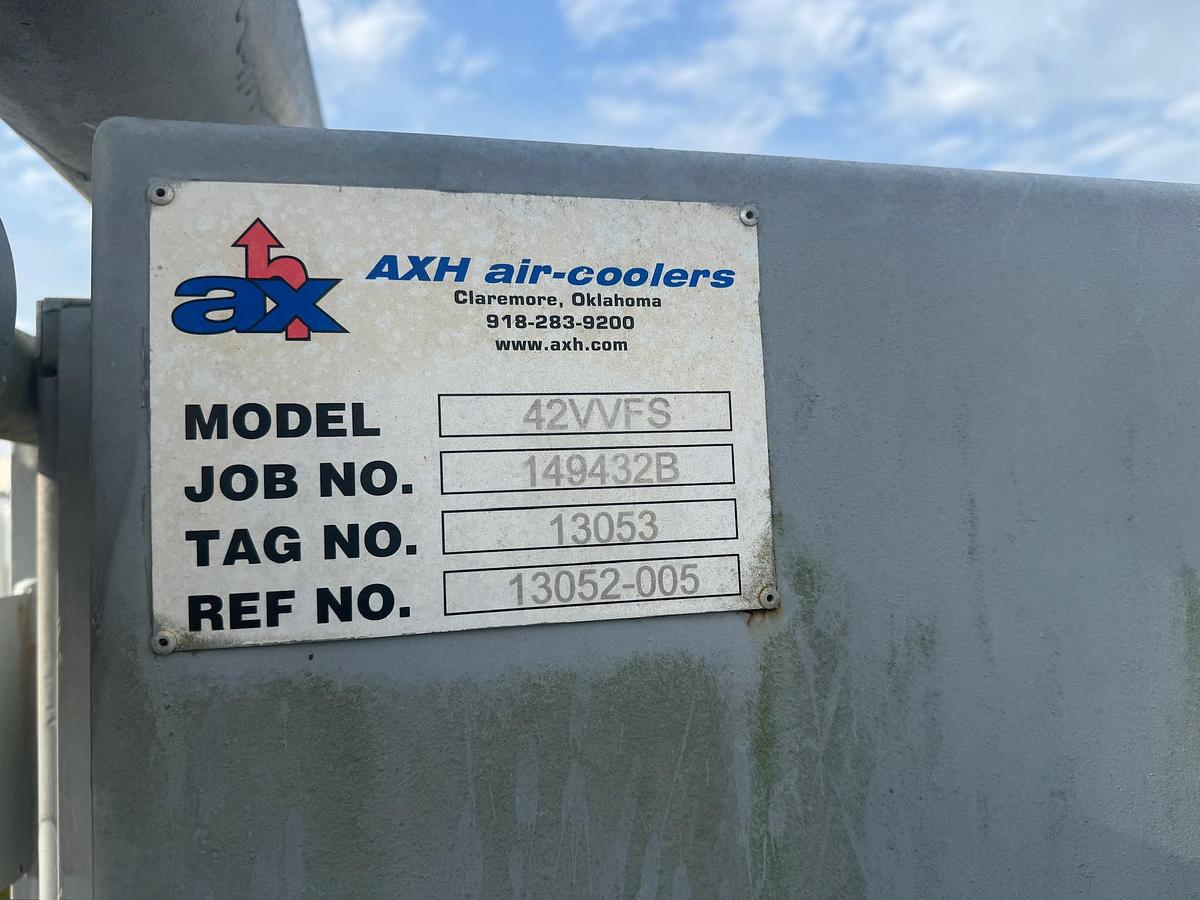 axh
AXH air-coolers
Claremore, Oklahoma
918-283-9200
www.axh.com
MODEL 42VVFS
JOB NO. 149432B
TAG NO. 13053
REF NO. 13052-005